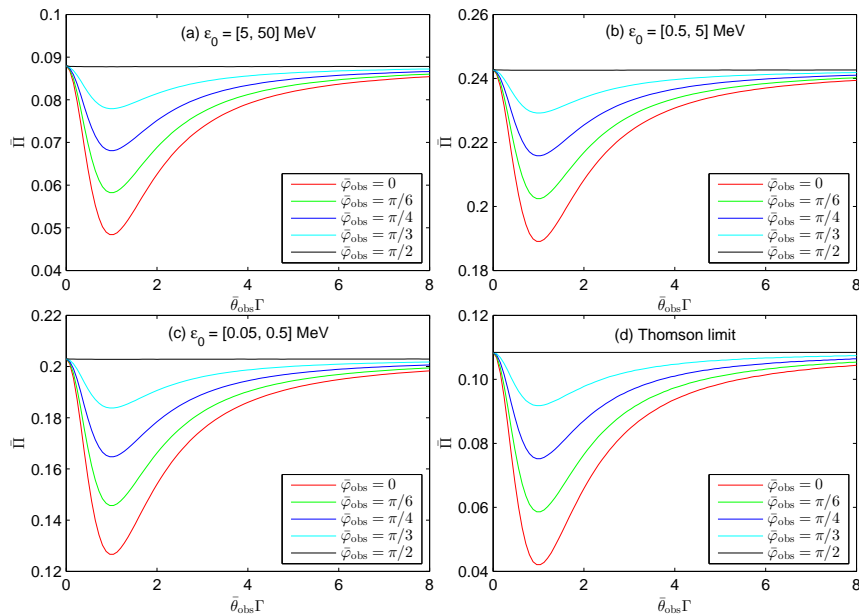 (a) ε₀ = [5, 50] MeV
0.1
0.09
0.08
0.07
0.06
0.05
0.04
Π̄
φ̄obs = 0
φ̄obs = π/6
φ̄obs = π/4
φ̄obs = π/3
φ̄obs = π/2
0 2 4 6 8
θ̄obsΓ
(b) ε₀ = [0.5, 5] MeV
0.26
0.24
0.22
0.2
0.18
Π̄
φ̄obs = 0
φ̄obs = π/6
φ̄obs = π/4
φ̄obs = π/3
φ̄obs = π/2
0 2 4 6 8
θ̄obsΓ
(c) ε₀ = [0.05, 0.5] MeV
0.22
0.2
0.18
0.16
0.14
0.12
Π̄
φ̄obs = 0
φ̄obs = π/6
φ̄obs = π/4
φ̄obs = π/3
φ̄obs = π/2
0 2 4 6 8
θ̄obsΓ
(d) Thomson limit
0.12
0.1
0.08
0.06
0.04
Π̄
φ̄obs = 0
φ̄obs = π/6
φ̄obs = π/4
φ̄obs = π/3
φ̄obs = π/2
0 2 4 6 8
θ̄obsΓ